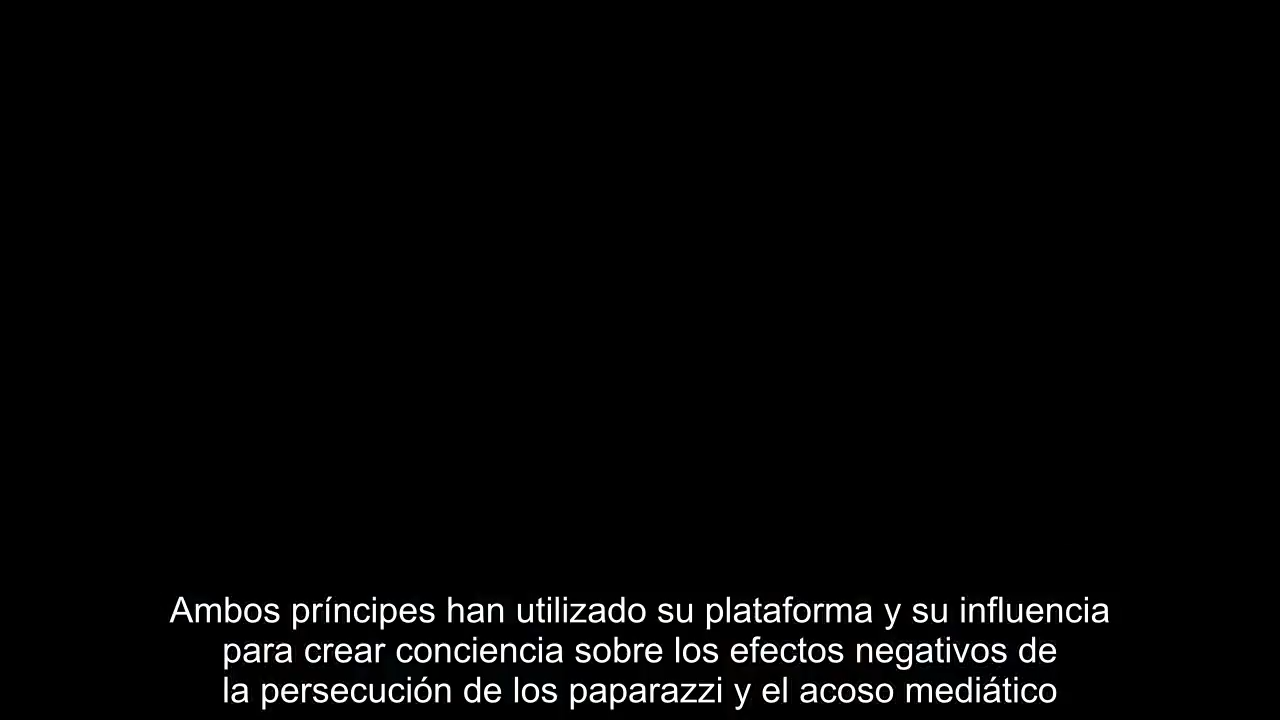 Ambos príncipes han utilizado su plataforma y su influencia
para crear conciencia sobre los efectos negativos de
la persecución de los paparazzi y el acoso mediático